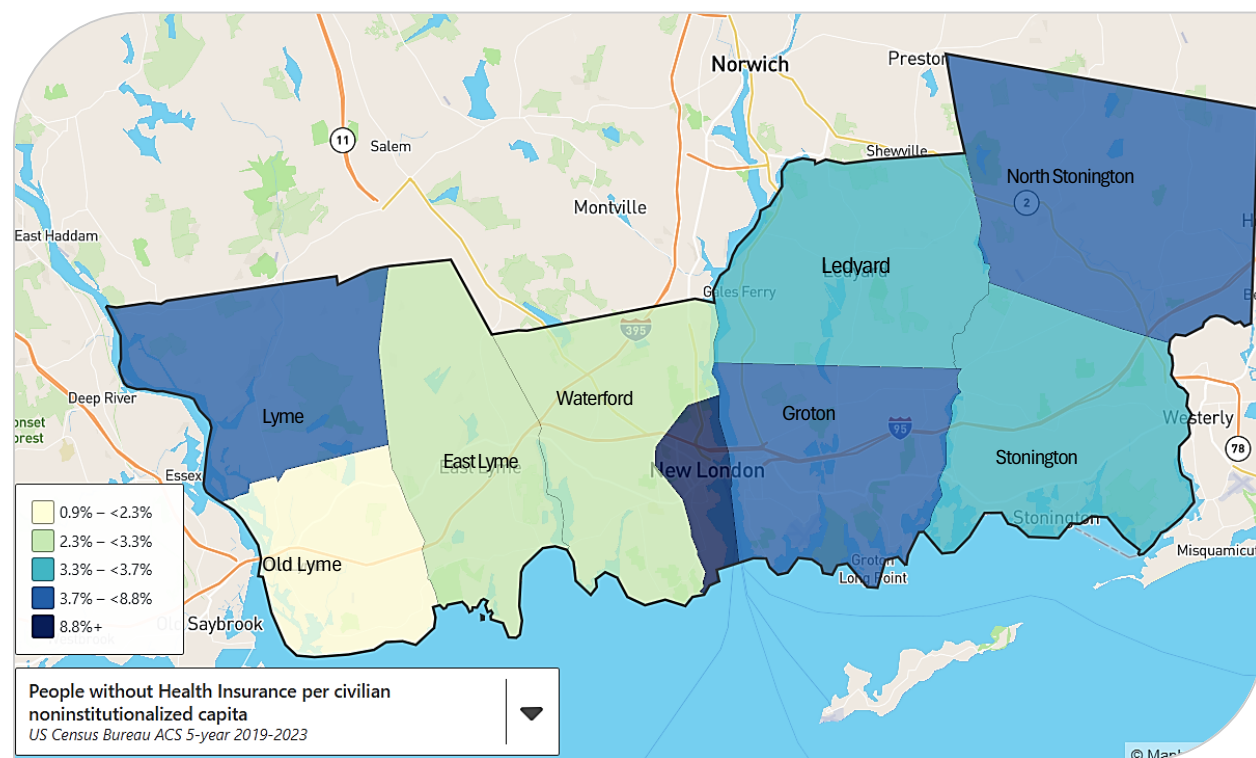 Norwich
Preston
11
Salem
Shewville
North Stonington
2
Montville
East Haddam
Ledyard
Ledyard
Gales Ferry
395
Deep River
Lyme
Waterford
Groton
95
Westerly
78
East Lyme
East Lyme
New London
Stonington
Essex
Stonington
Misquamicut
Old Lyme
Groton
Long Point
Old Saybrook
0.9% – <2.3%
2.3% – <3.3%
3.3% – <3.7%
3.7% – <8.8%
8.8%+
People without Health Insurance per civilian
noninstitutionalized capita
US Census Bureau ACS 5-year 2019-2023